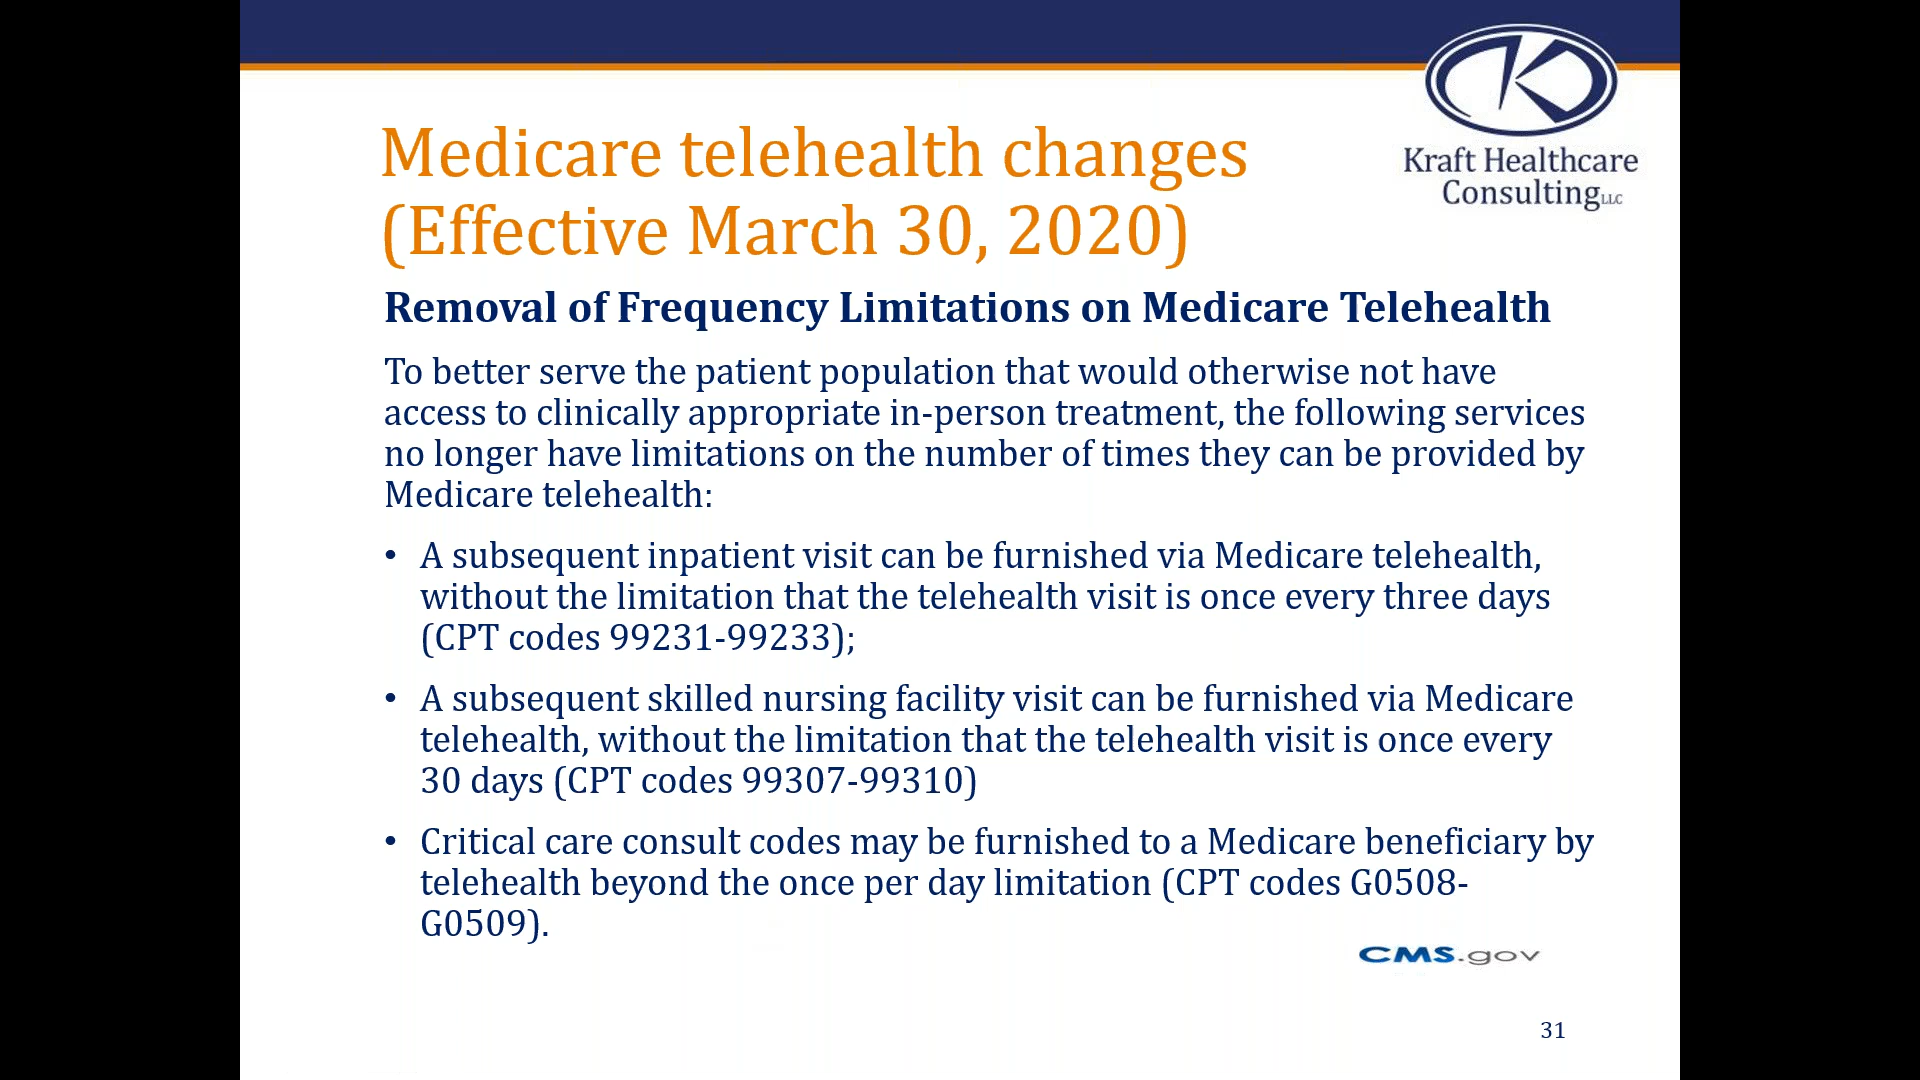 Kraft Healthcare
Consulting LLC
Medicare telehealth changes
(Effective March 30, 2020)
Removal of Frequency Limitations on Medicare Telehealth
To better serve the patient population that would otherwise not have
access to clinically appropriate in-person treatment, the following services
no longer have limitations on the number of times they can be provided by
Medicare telehealth:
• A subsequent inpatient visit can be furnished via Medicare telehealth,
without the limitation that the telehealth visit is once every three days
(CPT codes 99231-99233);
• A subsequent skilled nursing facility visit can be furnished via Medicare
telehealth, without the limitation that the telehealth visit is once every
30 days (CPT codes 99307-99310)
• Critical care consult codes may be furnished to a Medicare beneficiary by
telehealth beyond the once per day limitation (CPT codes G0508-
G0509).
CMS.gov
31